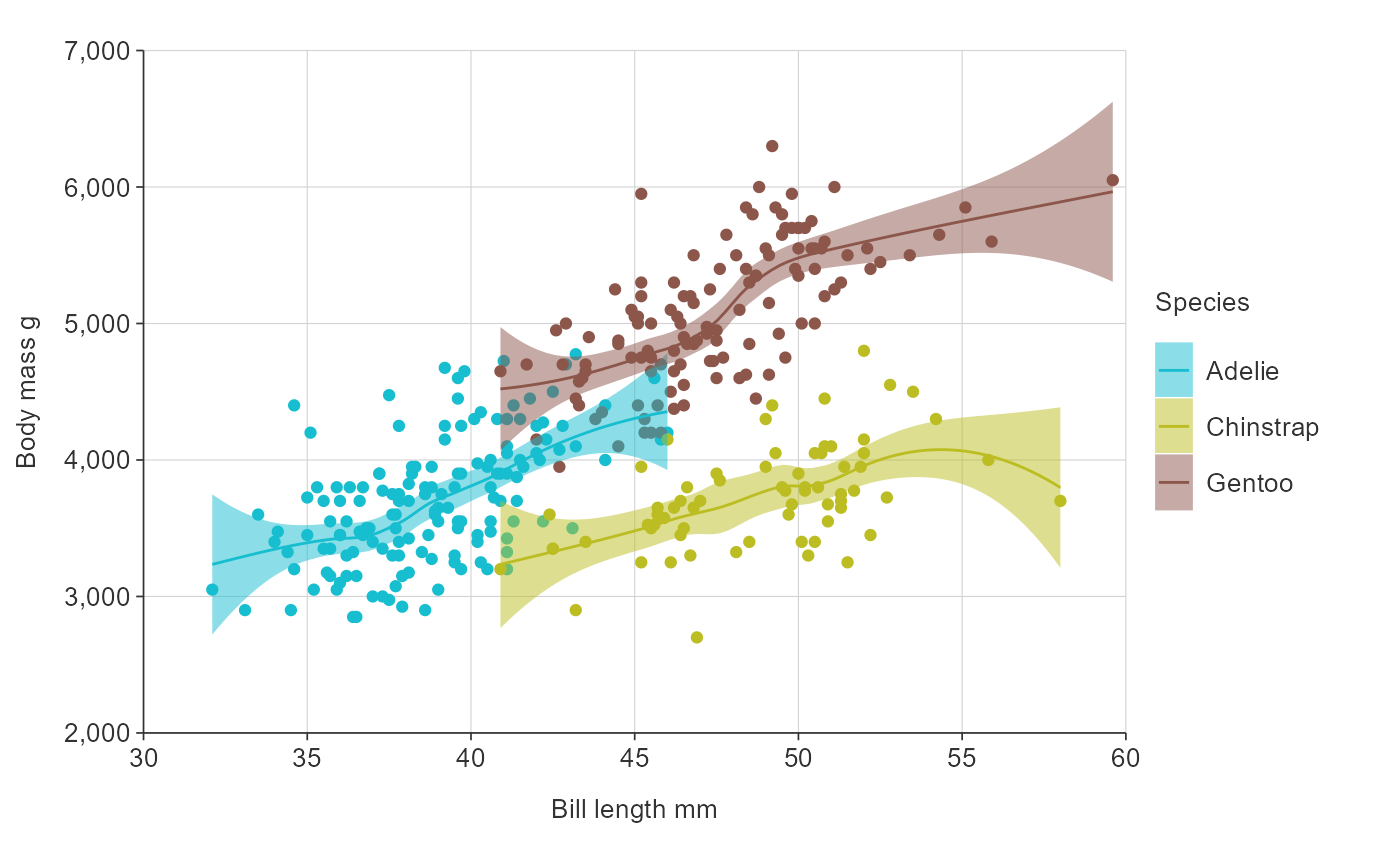 7,000
6,000
5,000
4,000
3,000
2,000
30 35 40 45 50 55 60
Body mass g
Bill length mm
Species
Adelie
Chinstrap
Gentoo